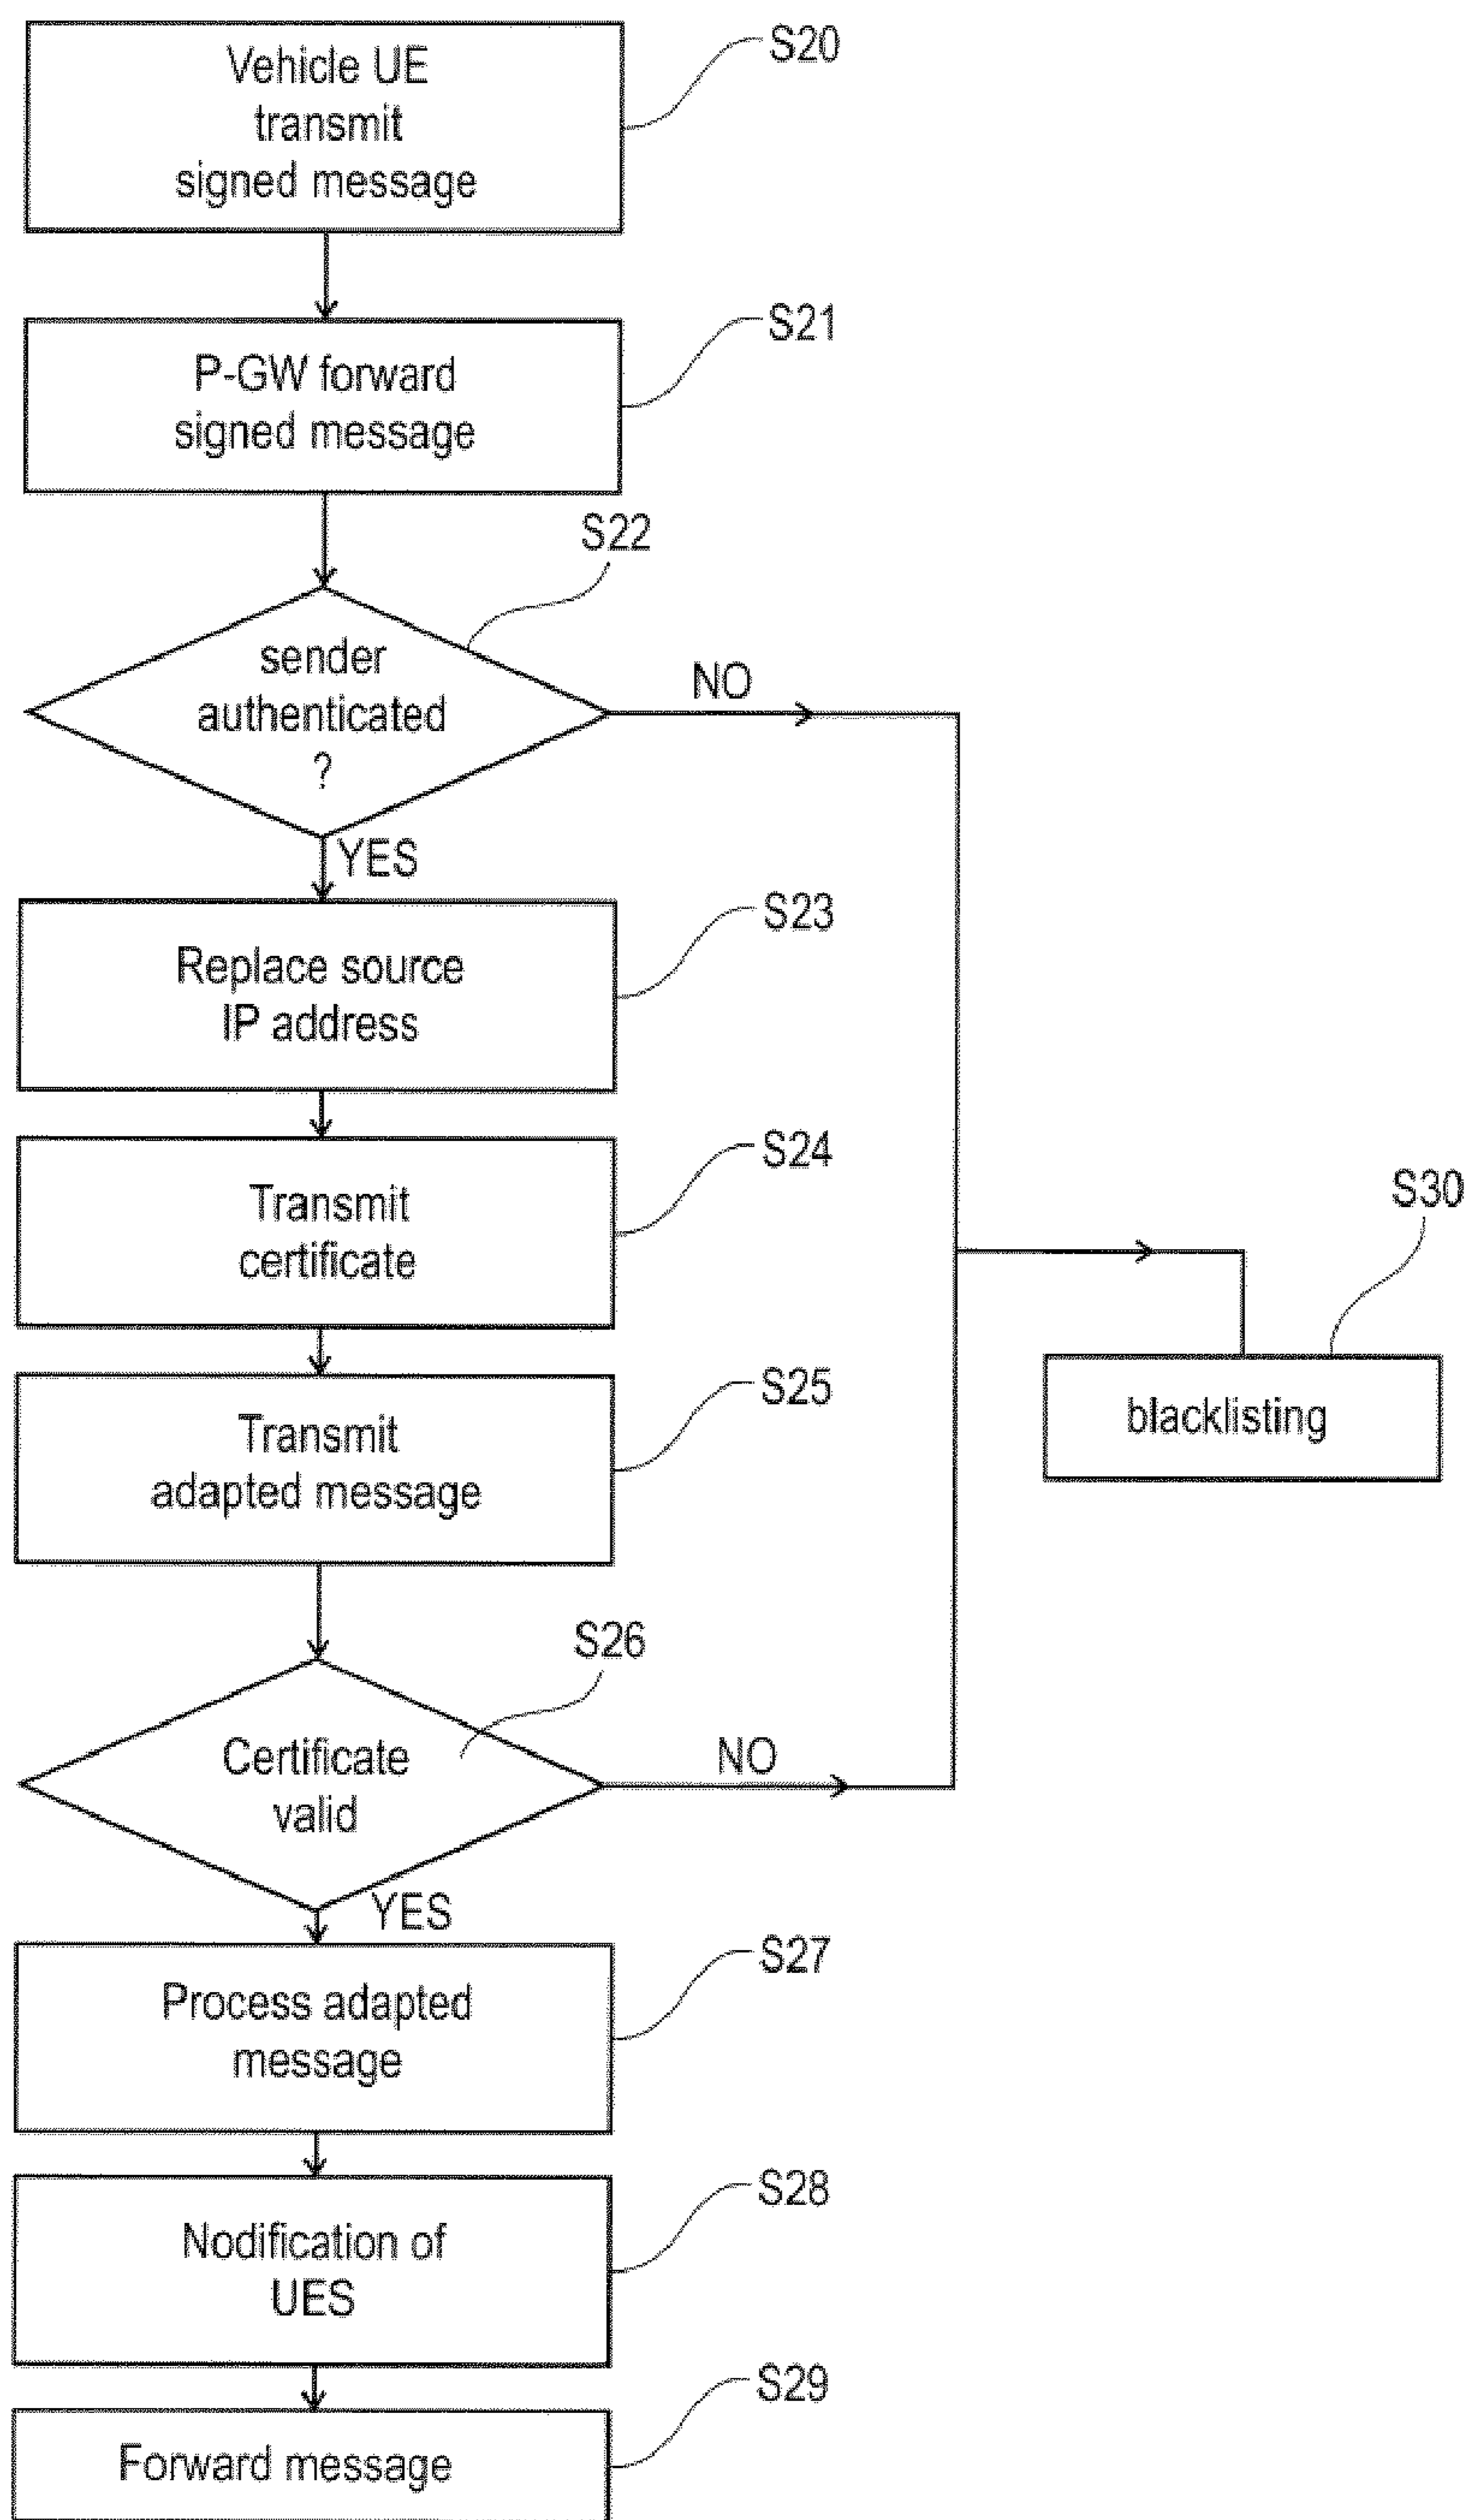 Vehicle UE
transmit
signed message
S20
P-GW forward
signed message
S21
S22
sender
authenticated
?
NO
YES
Replace source
IP address
S23
Transmit
certificate
S24
Transmit
adapted message
S25
S30
blacklisting
S26
Certificate
valid
NO
YES
Process adapted
message
S27
Nodification of
UES
S28
Forward message
S29